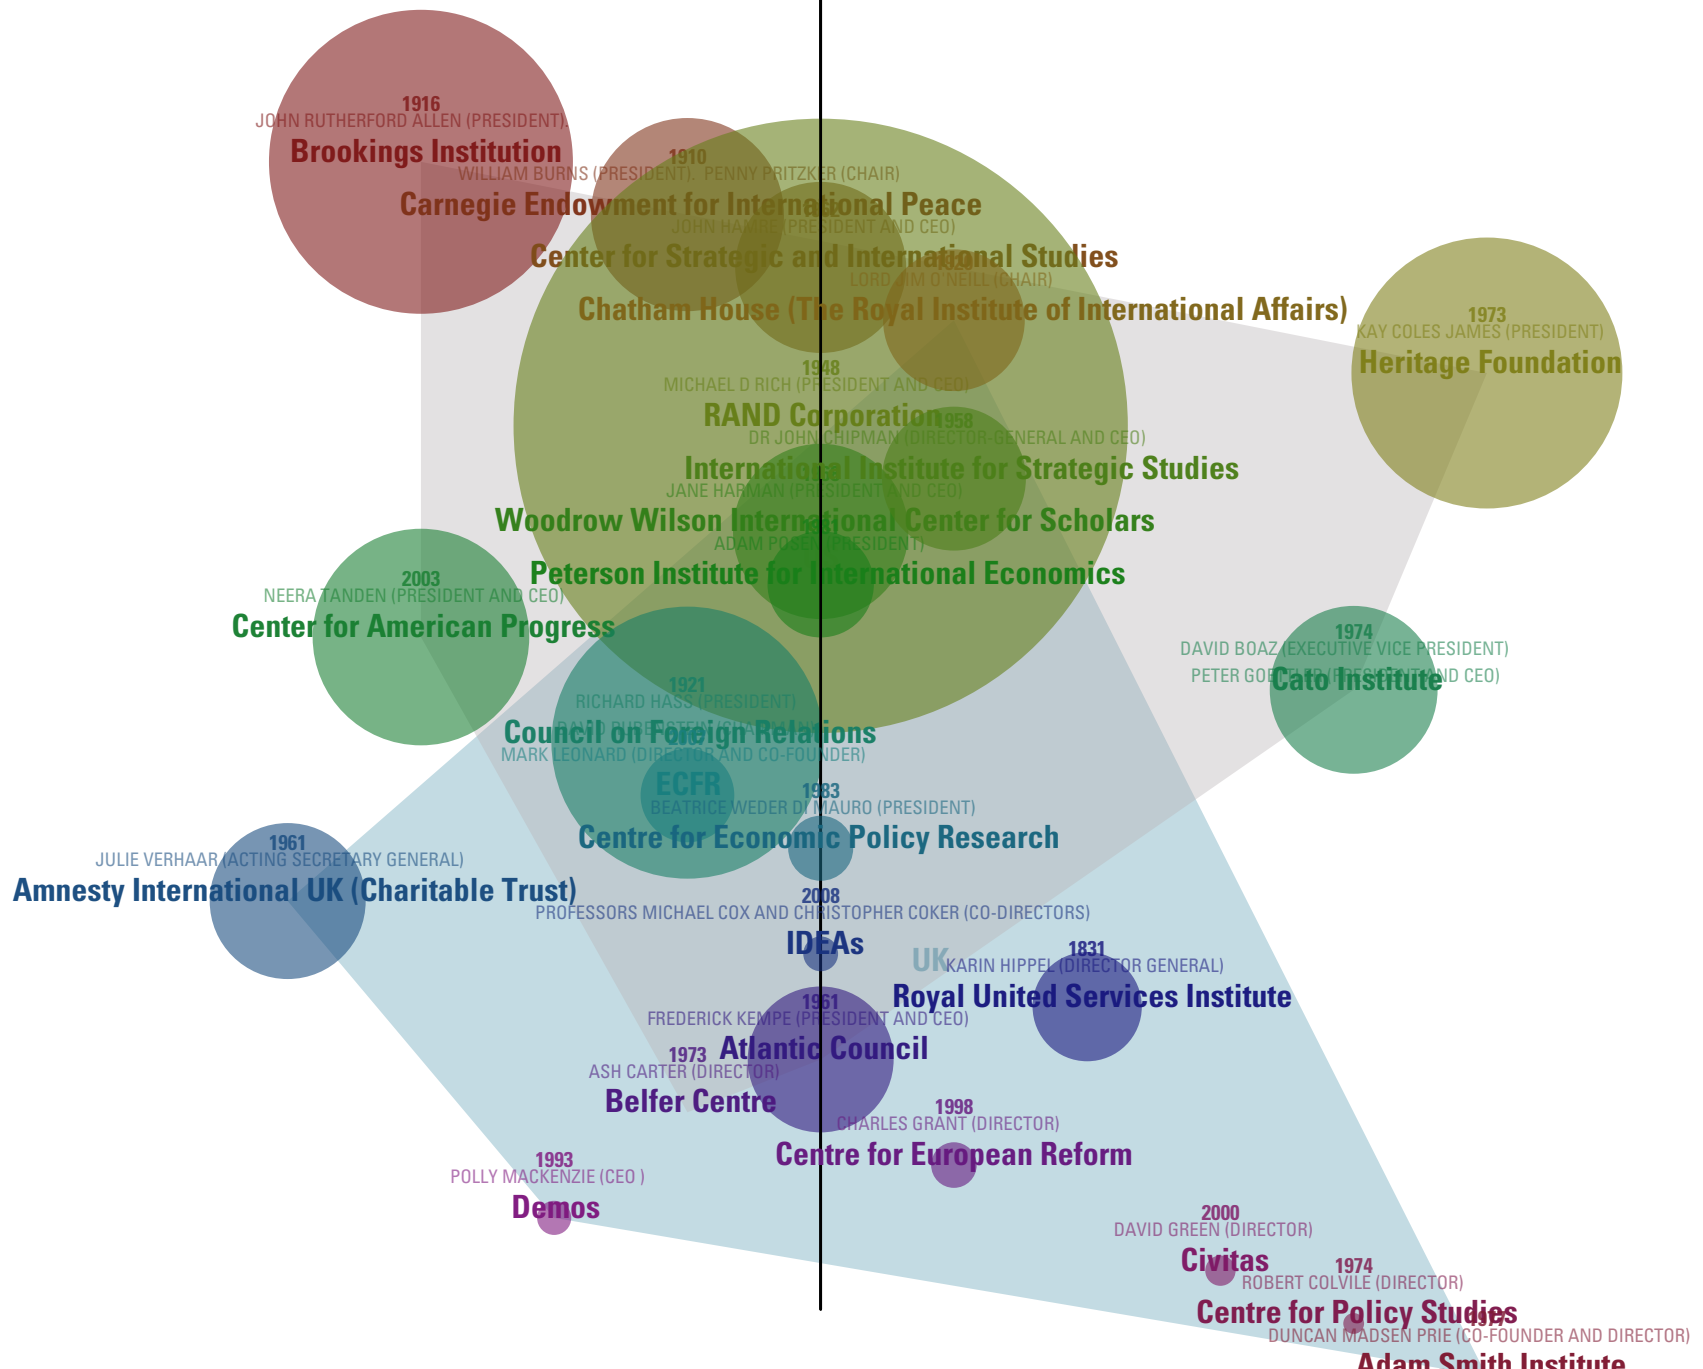 1916
JOHN RUTHERFORD ALLEN (PRESIDENT).
Brookings Institution
1910
WILLIAM BURNS (PRESIDENT). PENNY PRITZKER (CHAIR)
Carnegie Endowment for International Peace
JOHN HAMRE (PRESIDENT AND CEO)
Center for Strategic and International Studies
LORD JIM O'NEILL (CHAIR)
Chatham House (The Royal Institute of International Affairs)
1973
KAY COLES JAMES (PRESIDENT)
Heritage Foundation
1948
MICHAEL D RICH (PRESIDENT AND CEO)
RAND Corporation
1958
DR JOHN CHIPMAN (DIRECTOR-GENERAL AND CEO)
International Institute for Strategic Studies
JANE HARMAN (PRESIDENT AND CEO)
Woodrow Wilson International Center for Scholars
ADAM POSEN (PRESIDENT)
Peterson Institute for International Economics
2003
NEERA TANDEN (PRESIDENT AND CEO)
Center for American Progress
1974
DAVID BOAZ (EXECUTIVE VICE PRESIDENT)
PETER GOETTLER (PRESIDENT AND CEO)
Cato Institute
1921
RICHARD HASS (PRESIDENT)
DAVID RUBENSTEIN (CHAIRMAN)
Council on Foreign Relations
MARK LEONARD (DIRECTOR AND CO-FOUNDER)
ECFR
1983
BEATRICE WEDER DI MAURO (PRESIDENT)
Centre for Economic Policy Research
1961
JULIE VERHAAR (ACTING SECRETARY GENERAL)
Amnesty International UK (Charitable Trust)
2008
PROFESSORS MICHAEL COX AND CHRISTOPHER COKER (CO-DIRECTORS)
IDEAs
UK
1831
KARIN HIPPEL (DIRECTOR GENERAL)
Royal United Services Institute
1961
FREDERICK KEMPE (PRESIDENT AND CEO)
Atlantic Council
1973
ASH CARTER (DIRECTOR)
Belfer Centre
1998
CHARLES GRANT (DIRECTOR)
Centre for European Reform
1993
POLLY MACKENZIE (CEO )
Demos
2000
DAVID GREEN (DIRECTOR)
Civitas
1974
ROBERT COLVILE (DIRECTOR)
Centre for Policy Studies
1977
DUNCAN MADSEN PRIE (CO-FOUNDER AND DIRECTOR)
Adam Smith Institute